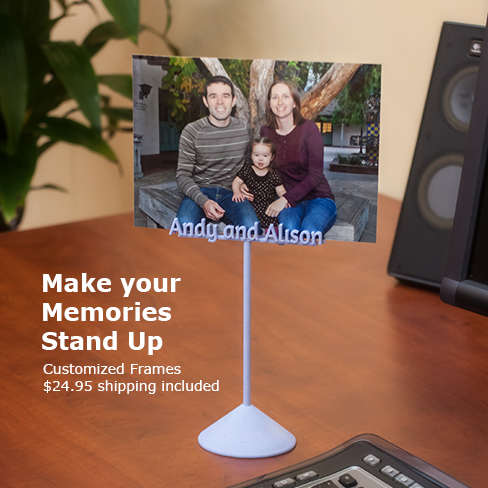 Andy and Alison
Make your
Memories
Stand Up
Customized Frames
$24.95 shipping included